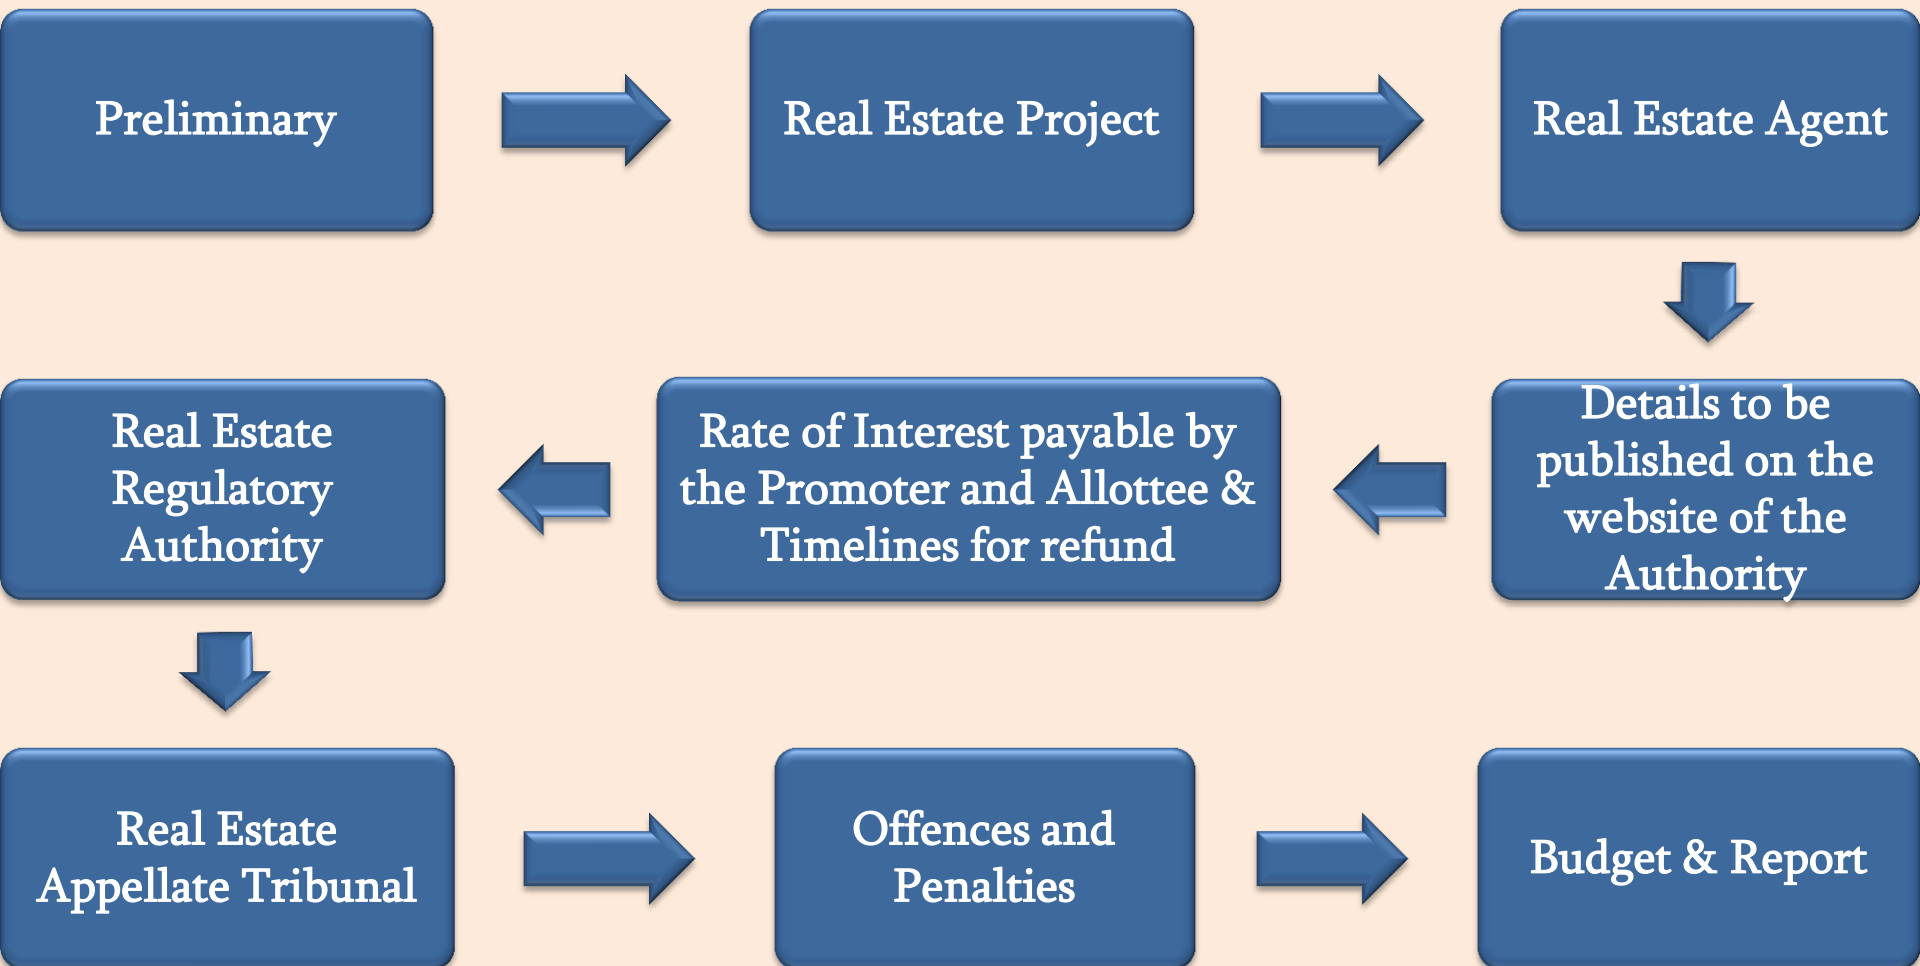 Preliminary
Real Estate Project
Real Estate Agent
Details to be
published on the
website of the
Authority
Rate of Interest payable by
the Promoter and Allottee &
Timelines for refund
Real Estate
Regulatory
Authority
Real Estate
Appellate Tribunal
Offences and
Penalties
Budget & Report